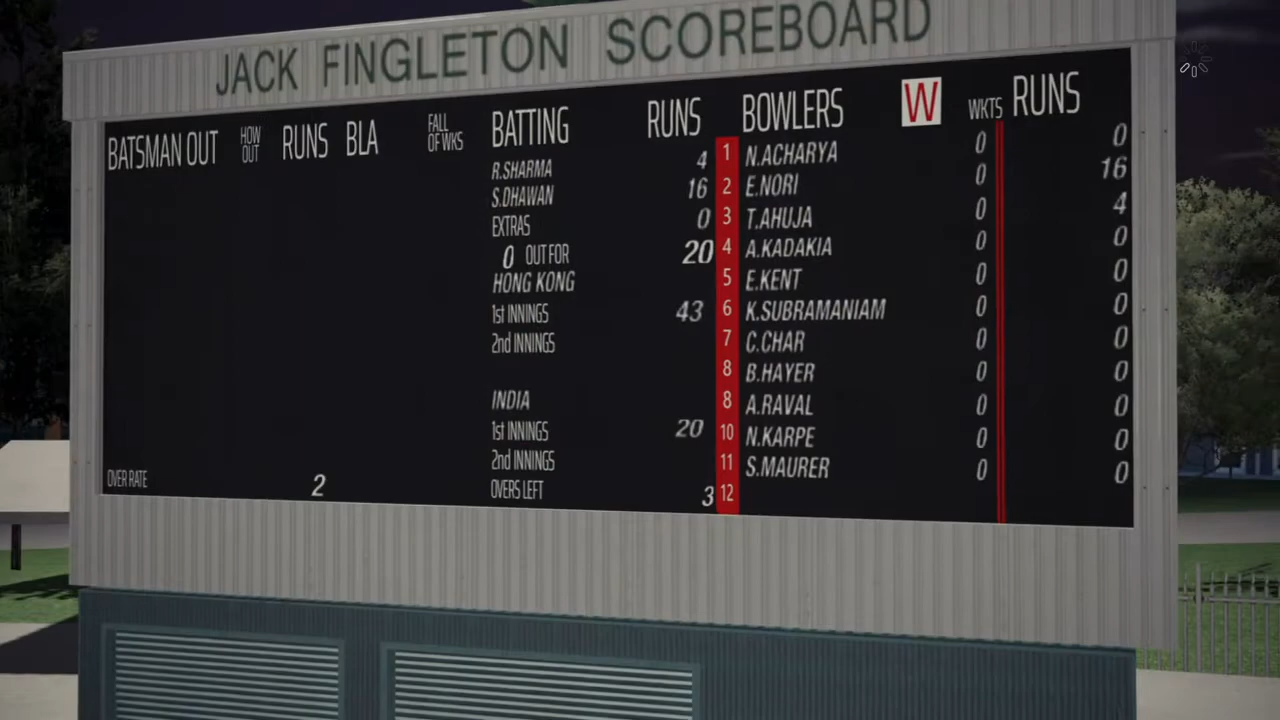 JACK FINGLETON SCOREBOARD
BATSMAN OUT HOW OUT RUNS BLA FALL OF WKS BATTING RUNS BOWLERS W WKTS RUNS
R.SHARMA 4 1 N.ACHARYA 0 0
S.DHAWAN 16 2 E.NORI 0 16
EXTRAS 0 3 T.AHUJA 0 4
0 OUT FOR 20 4 A.KADAKIA 0 0
HONG KONG 5 E.KENT 0 0
1st INNINGS 43 6 K.SUBRAMANIAM 0 0
2nd INNINGS 7 C.CHAR 0 0
8 B.HAYER 0 0
INDIA 8 A.RAVAL 0 0
1st INNINGS 20 10 N.KARPE 0 0
2nd INNINGS 11 S.MAURER 0 0
OVER RATE 2 OVERS LEFT 3 12